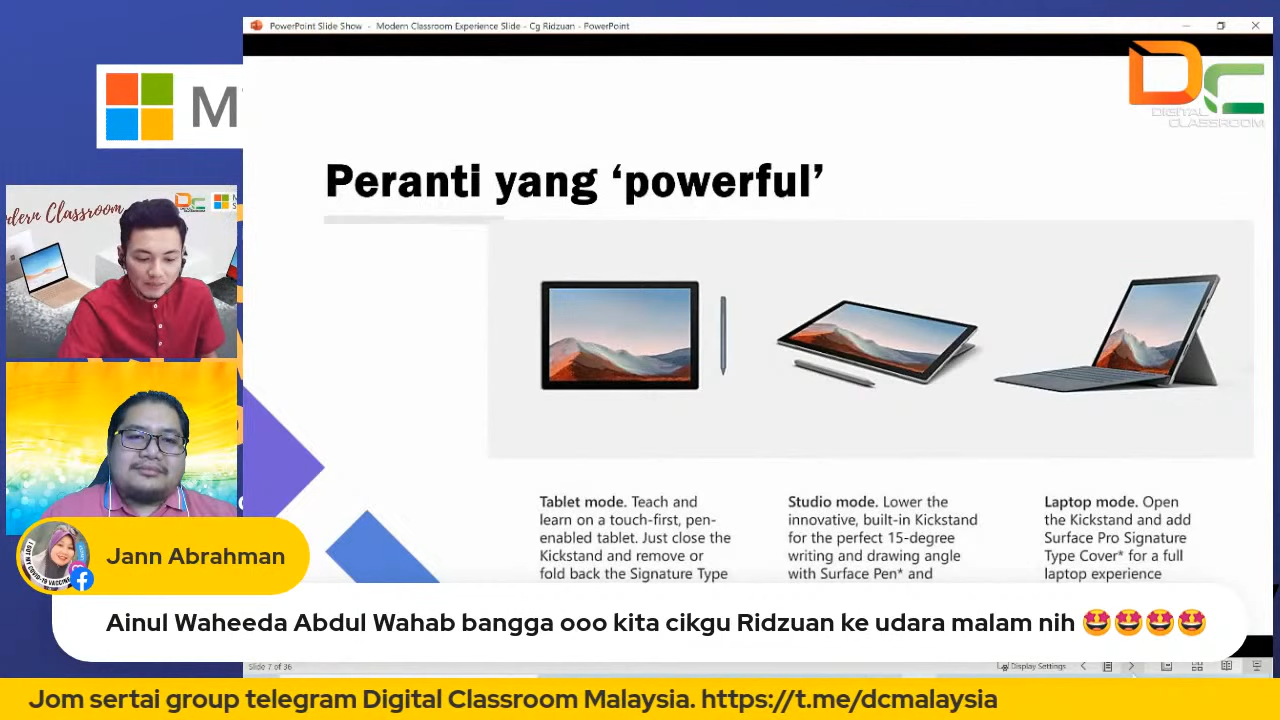 PowerPoint Slide Show - Modern Classroom Experience Slide - Cg Ridzuan - PowerPoint
DC
DIGITAL
CLASSROOM
Peranti yang ‘powerful’
Modern Classroom
DC
Tablet mode. Teach and
learn on a touch-first, pen-
enabled tablet. Just close the
Kickstand and remove or
fold back the Signature Type
Studio mode. Lower the
innovative, built-in Kickstand
for the perfect 15-degree
writing and drawing angle
with Surface Pen* and
Laptop mode. Open
the Kickstand and add
Surface Pro Signature
Type Cover* for a full
laptop experience
Jann Abrahman
Ainul Waheeda Abdul Wahab bangga ooo kita cikgu Ridzuan ke udara malam nih 🤩🤩🤩🤩
Slide 7 of 36
Display Settings
Jom sertai group telegram Digital Classroom Malaysia. https://t.me/dcmalaysia